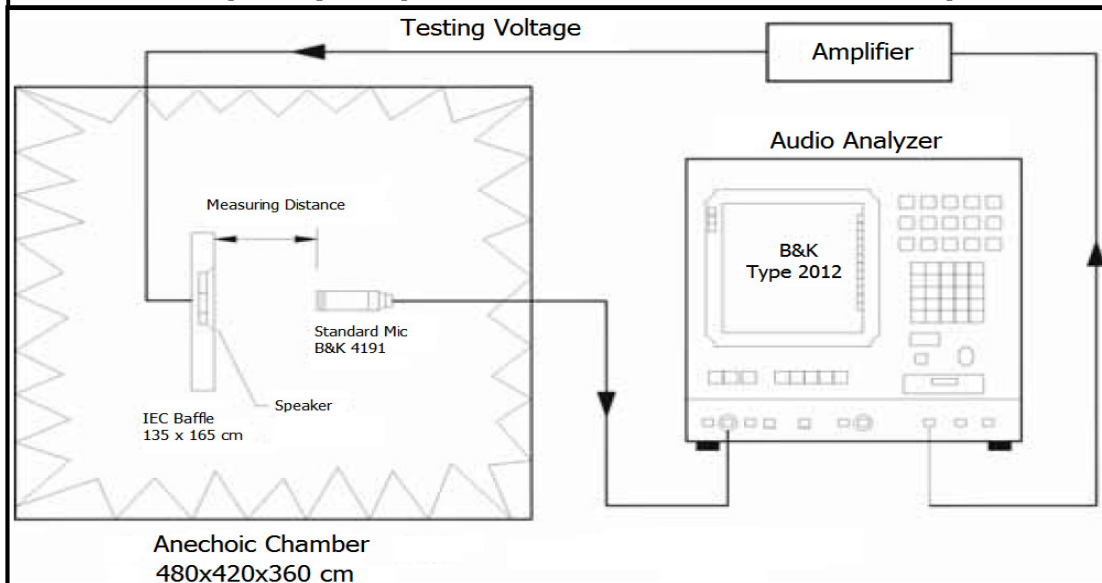 Testing Voltage
Amplifier
Audio Analyzer
Measuring Distance
B&K
Type 2012
Standard Mic
B&K 4191
Speaker
IEC Baffle
135 x 165 cm
Anechoic Chamber
480x420x360 cm